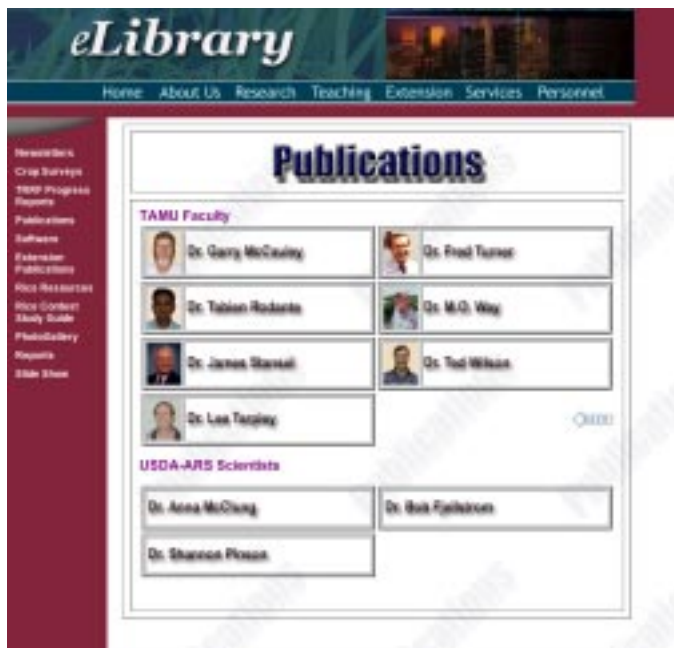 eLibrary
Home About Us Research Teaching Extension Services Personnel
Newsletters
Crop Surveys
TRRF Progress
Reports
Publications
Software
Extension
Publications
Rice Resources
Rice Contest
Study Guide
PhotoGallery
Reports
Slide Show
Publications
TAMU Faculty
Dr. Garry McCauley
Dr. Fred Turner
Dr. M.O. Way
Dr. James Stansel
Dr. Ted Wilson
Dr. Lee Tarpley
USDA-ARS Scientists
Dr. Anna McClung
Dr. Bob Fjellstrom
Dr. Shannon Pinson